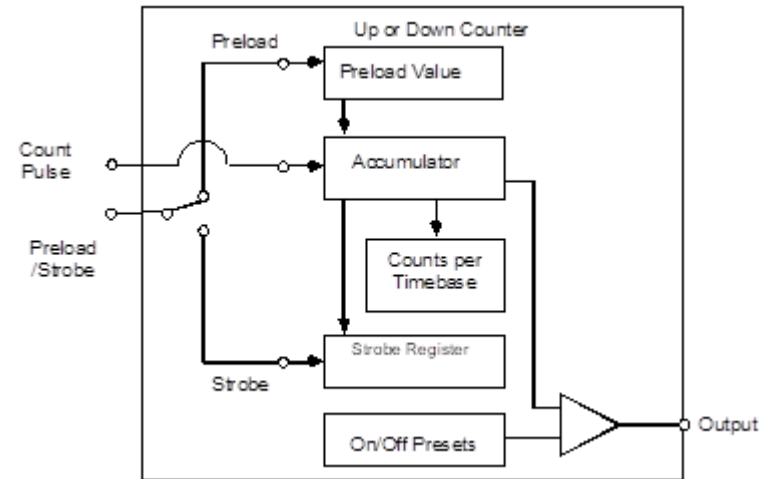 Up or Down Counter
Preload
Preload Value
Count
Pulse
Accumulator
Preload
/Strobe
Counts per
Timebase
Strobe Register
Strobe
On/Off Presets
Output